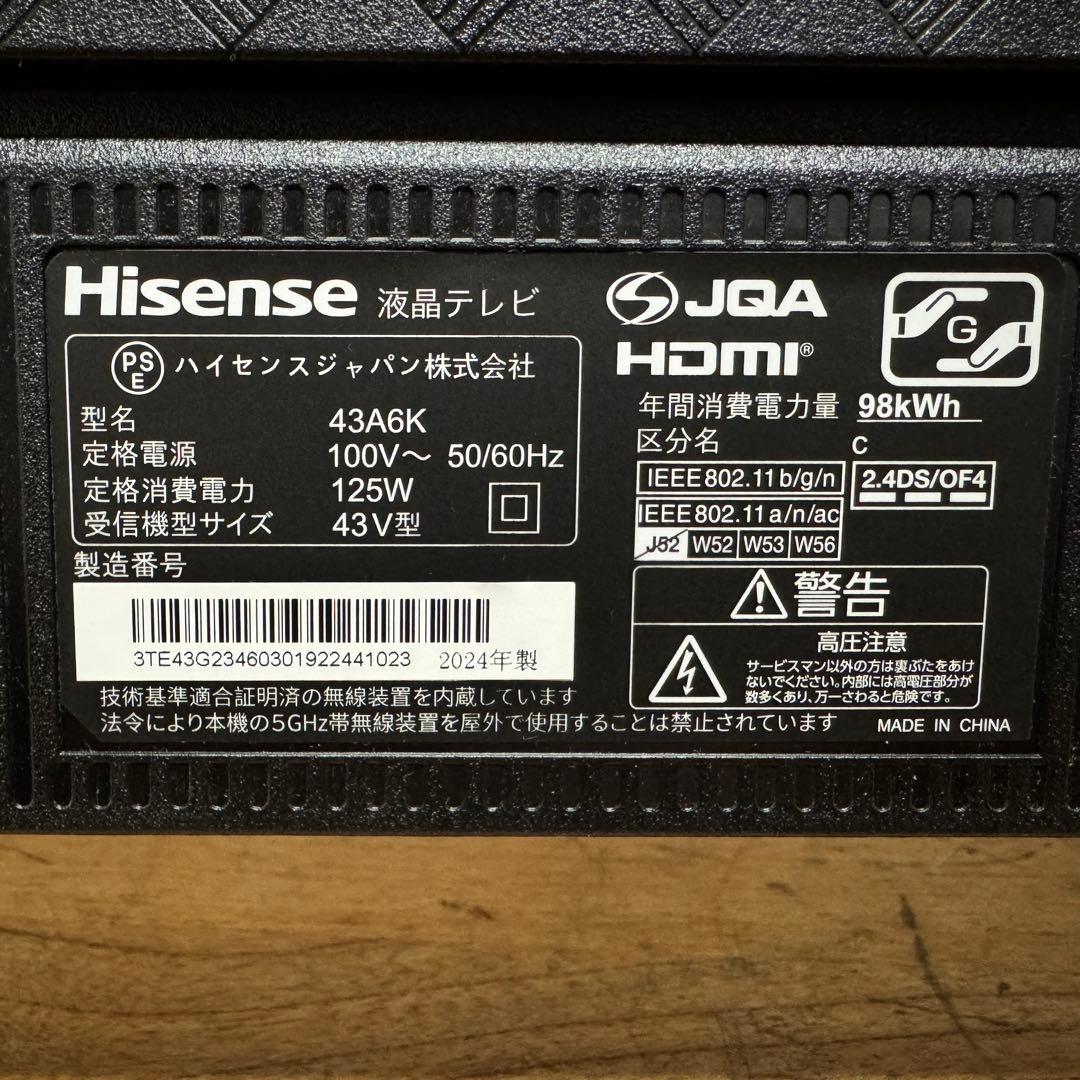 Hisense 液晶テレビ
PS
E
ハイセンスジャパン株式会社
型名 43A6K
定格電源 100V～ 50/60Hz
定格消費電力 125W
受信機型サイズ 43V型
製造番号
3TE43G23460301922441023 2024年製
技術基準適合証明済の無線装置を内蔵しています
法令により本機の5GHz帯無線装置を屋外で使用することは禁止されています
JQA
HDMI®
G
年間消費電力量 98kWh
区分名 C
IEEE802.11b/g/n
2.4DS/OF4
IEEE802.11a/n/ac
J52 W52 W53 W56
警告
高圧注意
サービスマン以外の方は裏ぶたをあけ
ないでください。内部には高電圧部分が
数多くあり、万一さわると危険です。
MADE IN CHINA